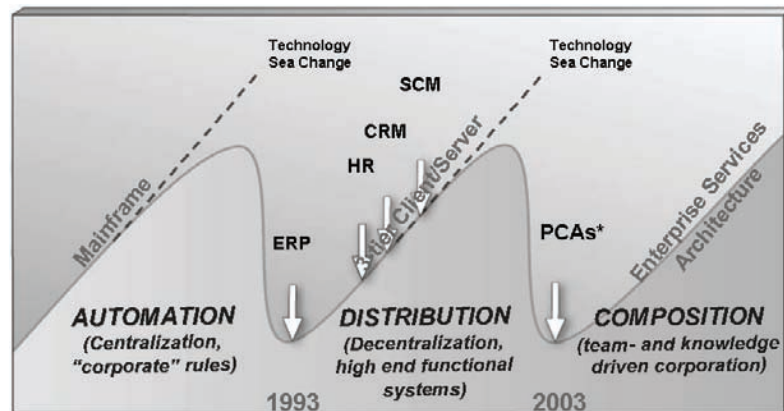 Technology
Sea Change
Technology
Sea Change
SCM
CRM
HR
Mainframe
Client/Server
Enterprise Services
Architecture
ERP
PCAs*
AUTOMATION
(Centralization,
"corporate" rules)
DISTRIBUTION
(Decentralization,
high end functional
systems)
COMPOSITION
(team- and knowledge
driven corporation)
1993
2003